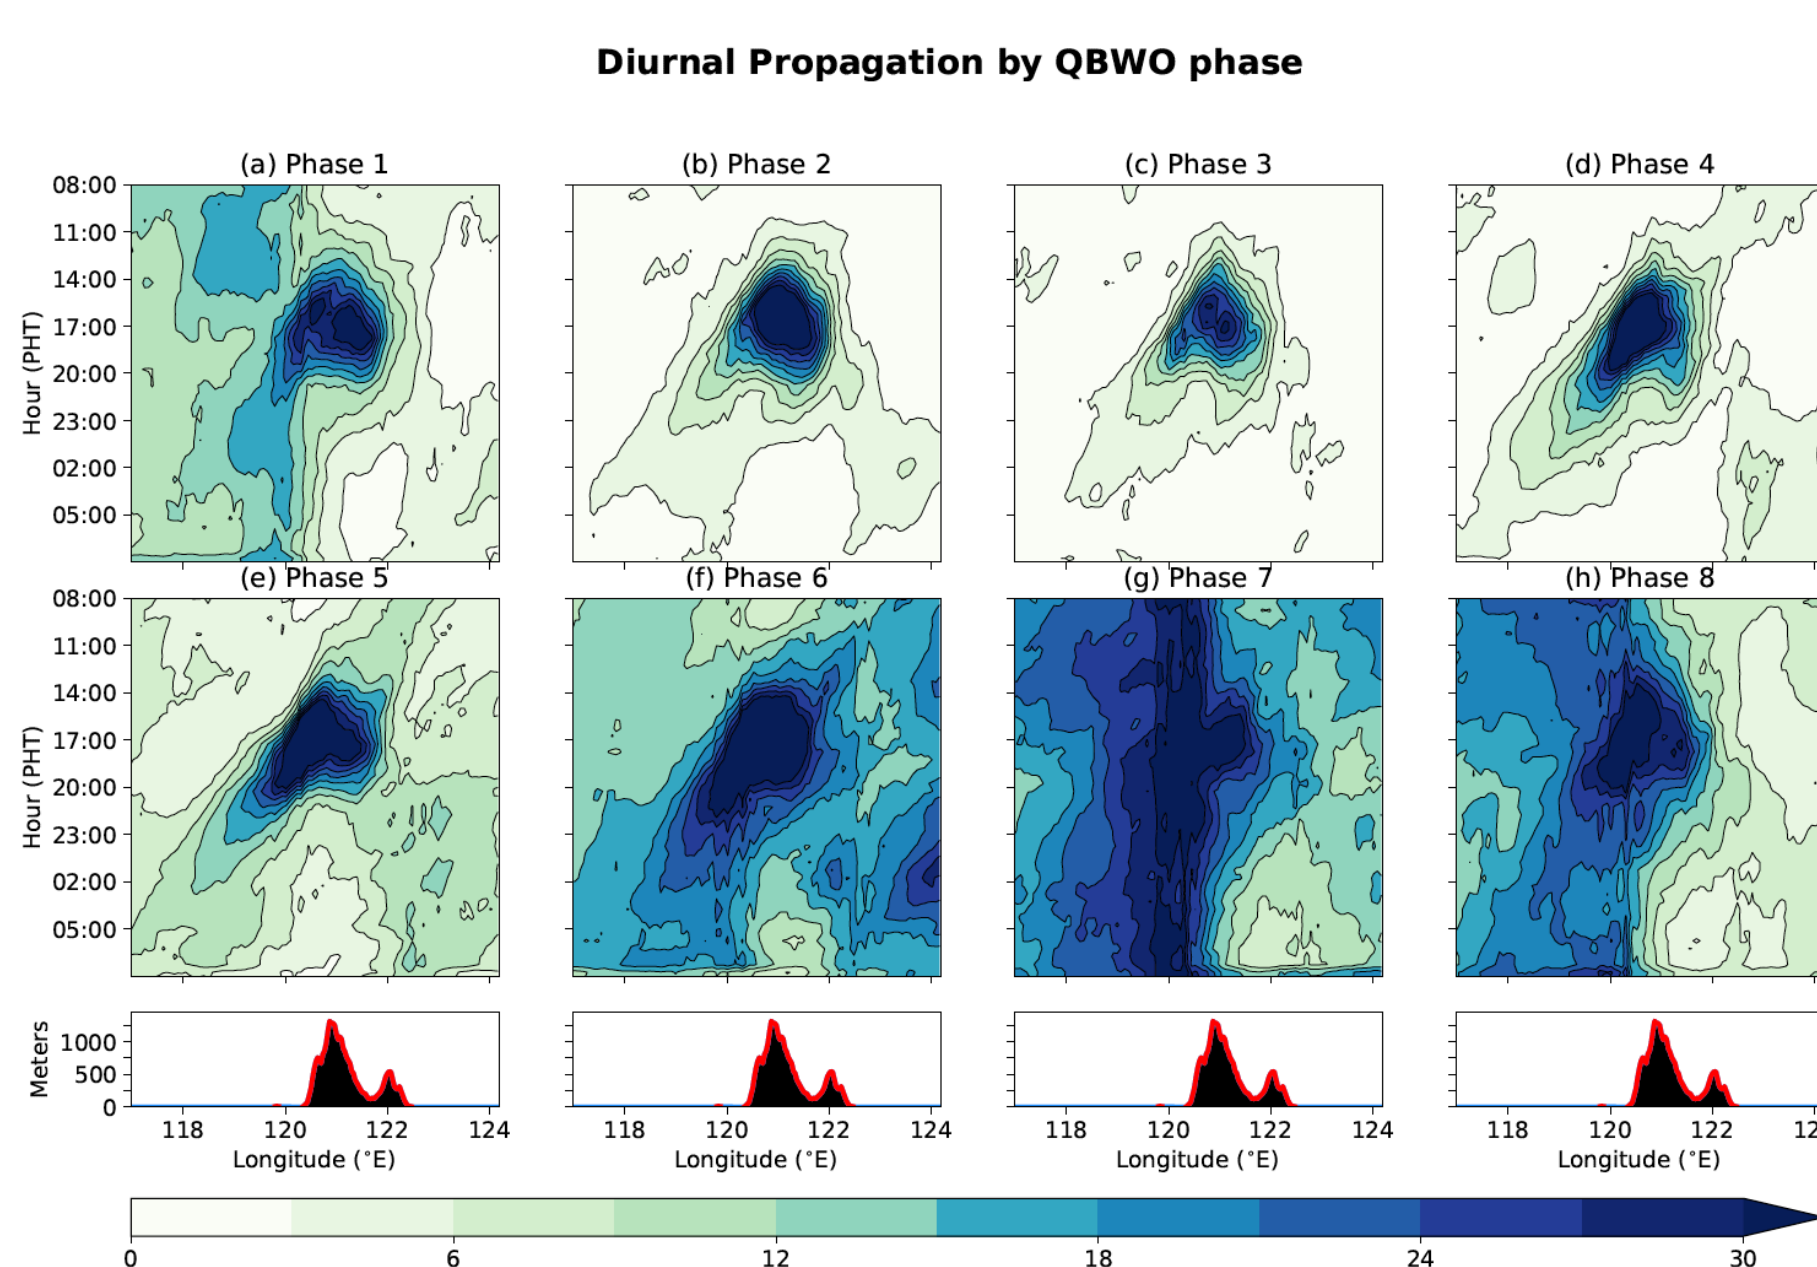 Diurnal Propagation by QBWO phase
(a) Phase 1 (b) Phase 2 (c) Phase 3 (d) Phase 4
08:00
11:00
14:00
17:00
20:00
23:00
02:00
05:00
Hour (PHT)
(e) Phase 5 (f) Phase 6 (g) Phase 7 (h) Phase 8
08:00
11:00
14:00
17:00
20:00
23:00
02:00
05:00
Hour (PHT)
1000
500
0
Meters
118 120 122 124 118 120 122 124 118 120 122 124 118 120 122 12
Longitude (°E) Longitude (°E) Longitude (°E) Longitude (°E)
0 6 12 18 24 30